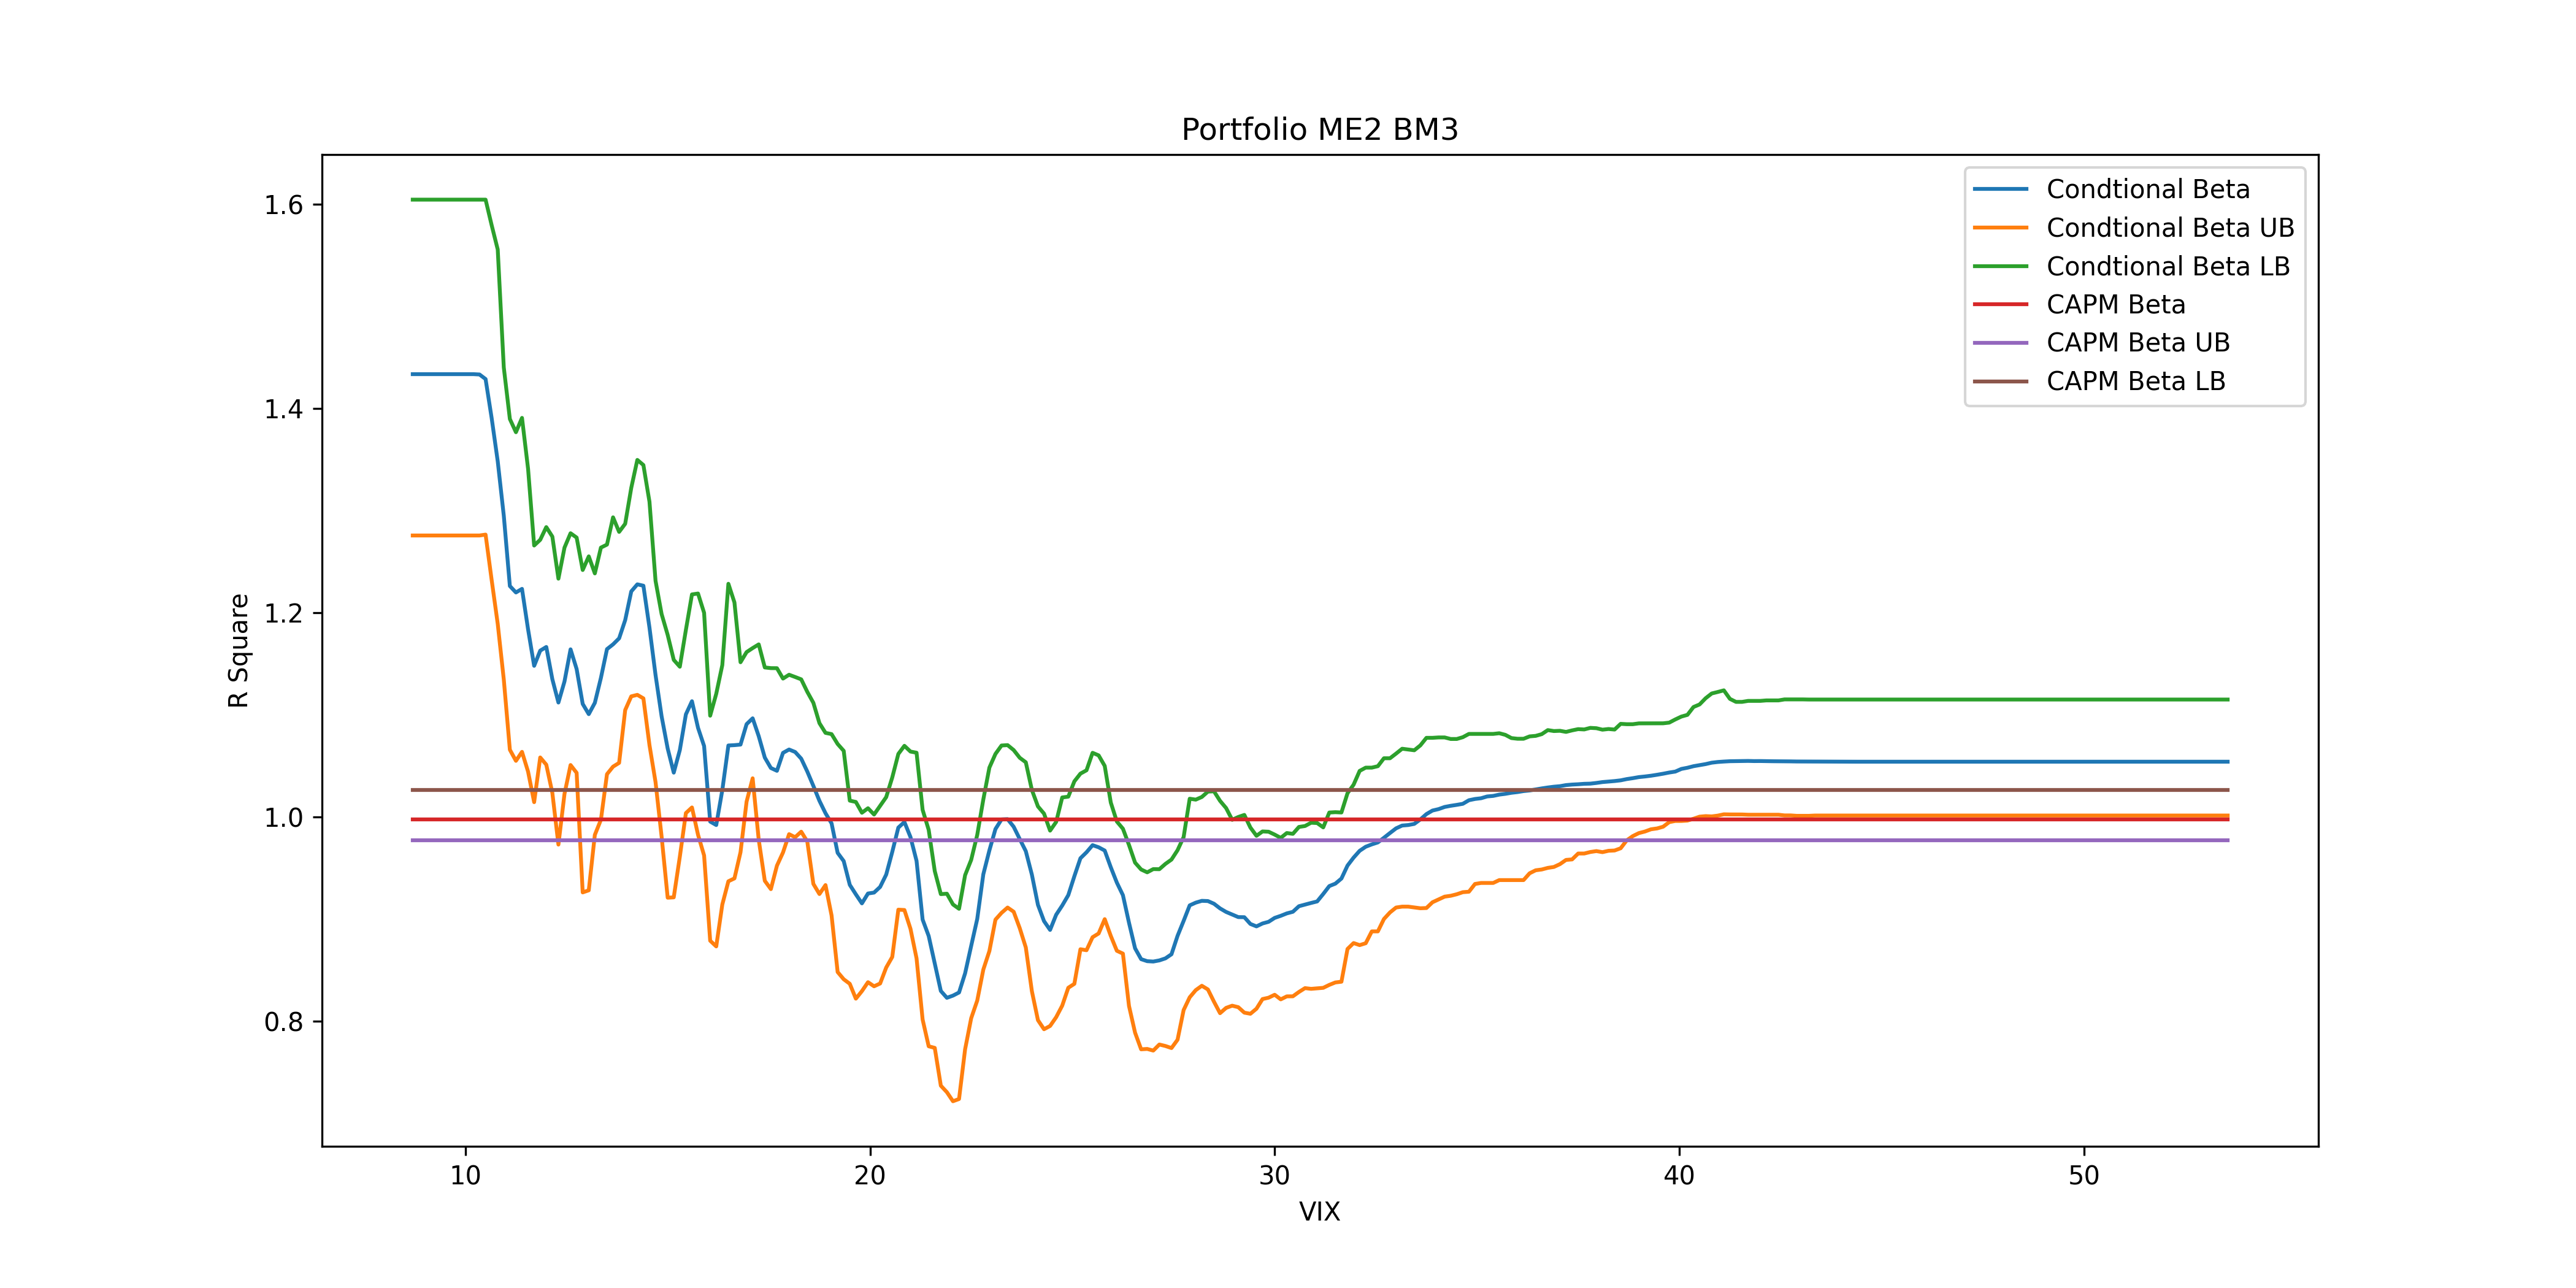 Portfolio ME2 BM3
Condtional Beta
Condtional Beta UB
Condtional Beta LB
CAPM Beta
CAPM Beta UB
CAPM Beta LB
R Square
1.6
1.4
1.2
1.0
0.8
10 20 30 40 50
VIX